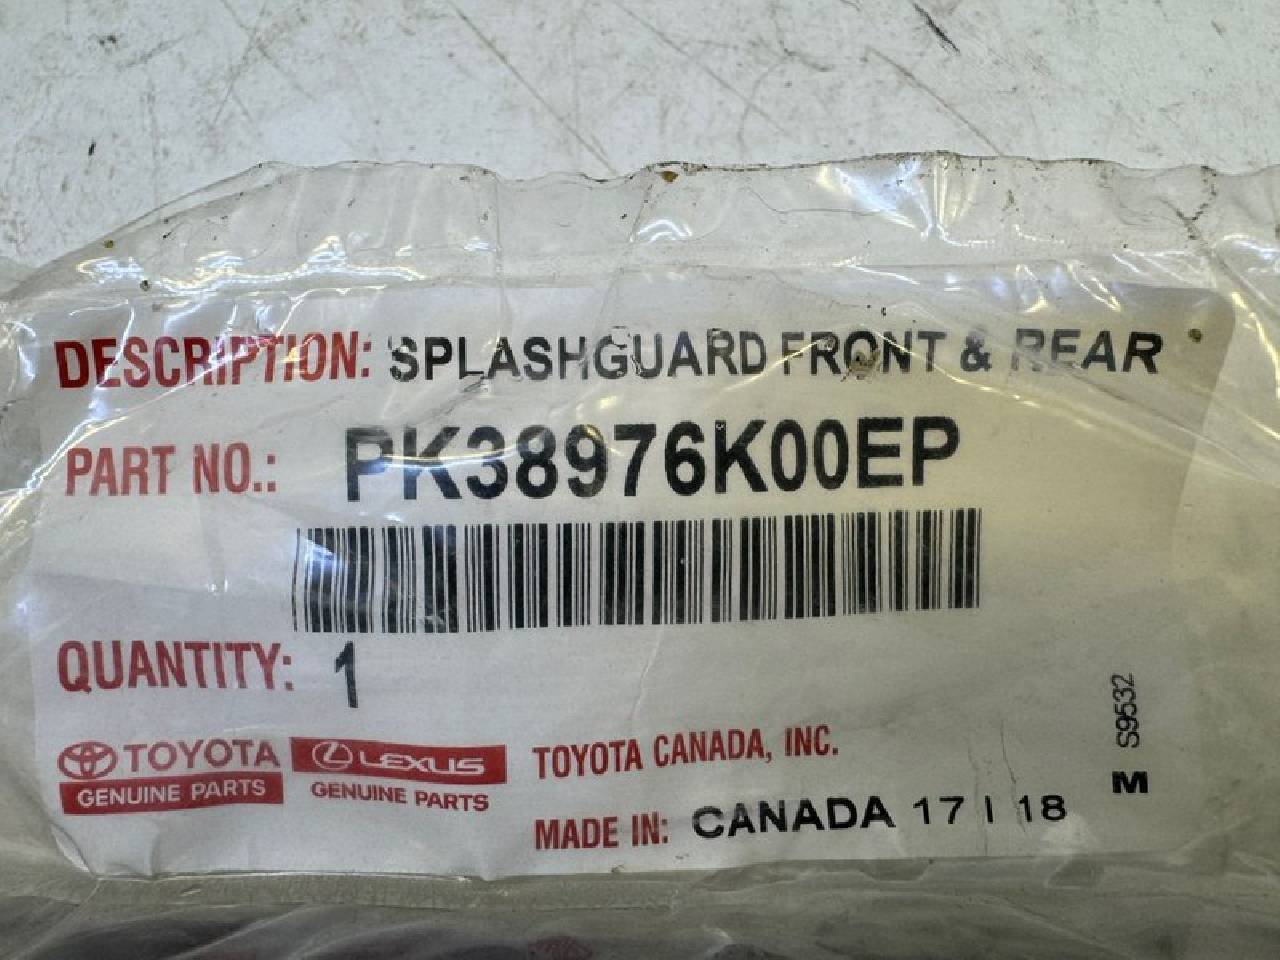 DESCRIPTION: SPLASHGUARD FRONT & REAR
PART NO.: PK38976K00EP
QUANTITY: 1
TOYOTA
GENUINE PARTS
LEXUS
GENUINE PARTS
TOYOTA CANADA, INC.
MADE IN: CANADA 17 I 18
S9532
M